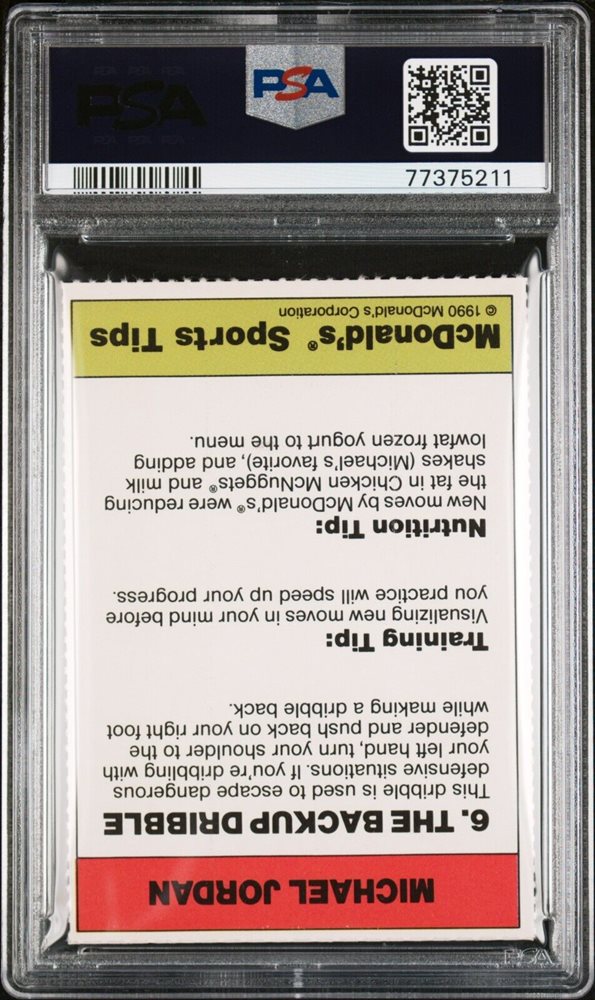 PSA
PSA
77375211
MICHAEL JORDAN
6. THE BACKUP DRIBBLE
This dribble is used to escape dangerous
defensive situations. If you're dribbling with
your left hand, turn your shoulder to the
defender and push back on your right foot
while making a dribble back.
Training Tip:
Visualizing new moves in your mind before
you practice will speed up your progress.
Nutrition Tip:
New moves by McDonald's® were reducing
the fat in Chicken McNuggets® and milk
shakes (Michael's favorite), and adding
lowfat frozen yogurt to the menu.
McDonald's® Sports Tips
© 1990 McDonald's Corporation
PSA